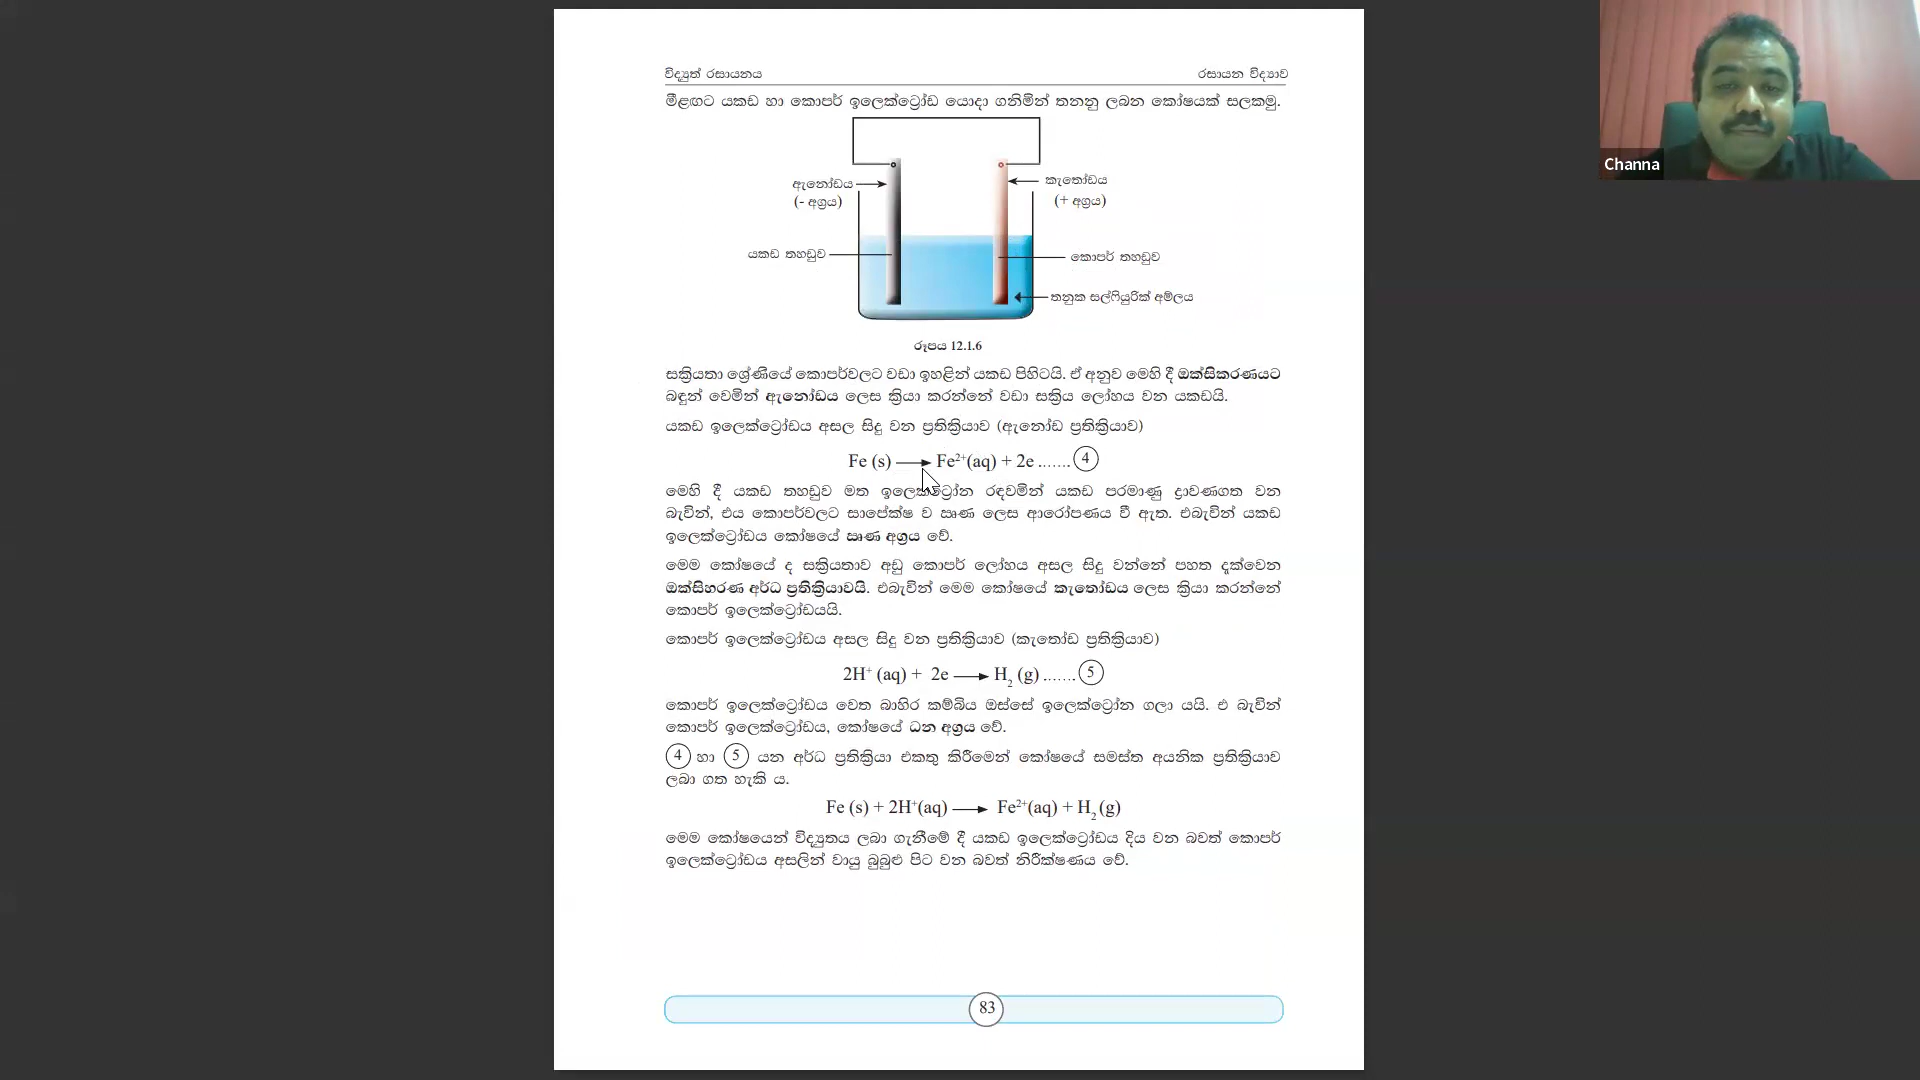 විද්‍යුත් රසායනය රසායන විද්‍යාව
Channa
මීළඟට යකඩ හා කොපර් ඉලෙක්ට්‍රෝඩ යොදා ගනිමින් තනනු ලබන කෝෂයක් සලකමු.
ඇනෝඩය
(- අග්‍රය)
කැතෝඩය
(+ අග්‍රය)
යකඩ තහඩුව
කොපර් තහඩුව
තනුක සල්ෆියුරික් අම්ලය
රූපය 12.1.6
සක්‍රියතා ශ්‍රේණියේ කොපර්වලට වඩා ඉහළින් යකඩ පිහිටයි. ඒ අනුව මෙහි දී ඔක්සිකරණයට
බඳුන් වෙමින් ඇනෝඩය ලෙස ක්‍රියා කරන්නේ වඩා සක්‍රිය ලෝහය වන යකඩයි.
යකඩ ඉලෙක්ට්‍රෝඩය අසල සිදු වන ප්‍රතික්‍රියාව (ඇනෝඩ ප්‍රතික්‍රියාව)
Fe (s) ⟶ Fe²⁺(aq) + 2e ....... ④
මෙහි දී යකඩ තහඩුව මත ඉලෙක්ට්‍රෝන රඳවමින් යකඩ පරමාණු ද්‍රාවණගත වන
බැවින්, එය කොපර්වලට සාපේක්ෂ ව ඍණ ලෙස ආරෝපණය වී ඇත. එබැවින් යකඩ
ඉලෙක්ට්‍රෝඩය කෝෂයේ ඍණ අග්‍රය වේ.
මෙම කෝෂයේ ද සක්‍රියතාව අඩු කොපර් ලෝහය අසල සිදු වන්නේ පහත දැක්වෙන
ඔක්සිහරණ අර්ධ ප්‍රතික්‍රියාවයි. එබැවින් මෙම කෝෂයේ කැතෝඩය ලෙස ක්‍රියා කරන්නේ
කොපර් ඉලෙක්ට්‍රෝඩයයි.
කොපර් ඉලෙක්ට්‍රෝඩය අසල සිදු වන ප්‍රතික්‍රියාව (කැතෝඩ ප්‍රතික්‍රියාව)
2H⁺ (aq) + 2e ⟶ H₂ (g) ....... ⑤
කොපර් ඉලෙක්ට්‍රෝඩය වෙත බාහිර කම්බිය ඔස්සේ ඉලෙක්ට්‍රෝන ගලා යයි. එ බැවින්
කොපර් ඉලෙක්ට්‍රෝඩය, කෝෂයේ ධන අග්‍රය වේ.
④ හා ⑤ යන අර්ධ ප්‍රතික්‍රියා එකතු කිරීමෙන් කෝෂයේ සමස්ත අයනික ප්‍රතික්‍රියාව
ලබා ගත හැකි ය.
Fe (s) + 2H⁺(aq) ⟶ Fe²⁺(aq) + H₂(g)
මෙම කෝෂයෙන් විද්‍යුතය ලබා ගැනීමේ දී යකඩ ඉලෙක්ට්‍රෝඩය දිය වන බවත් කොපර්
ඉලෙක්ට්‍රෝඩය අසලින් වායු බුබුළු පිට වන බවත් නිරීක්ෂණය වේ.
83